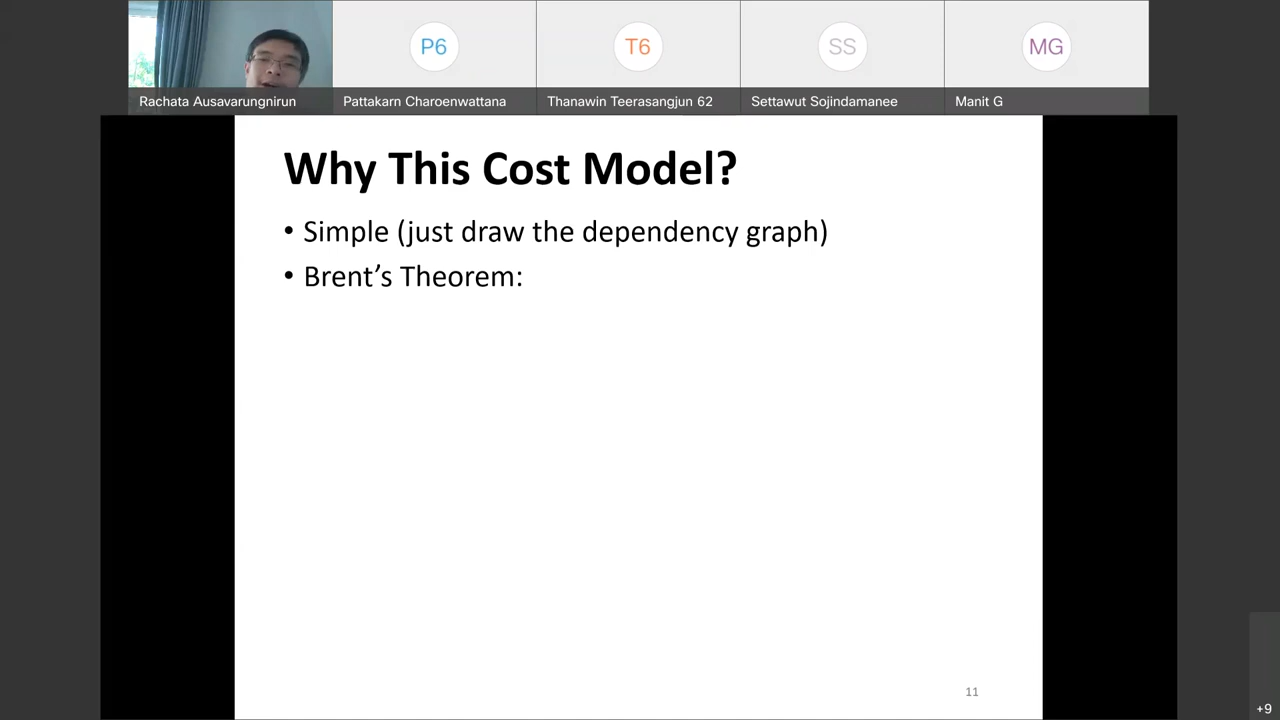 P6
T6
SS
MG
Rachata Ausavarungnirun
Pattakarn Charoenwattana
Thanawin Teerasangjun 62
Settawut Sojindamanee
Manit G
Why This Cost Model?
• Simple (just draw the dependency graph)
• Brent’s Theorem:
11
+9